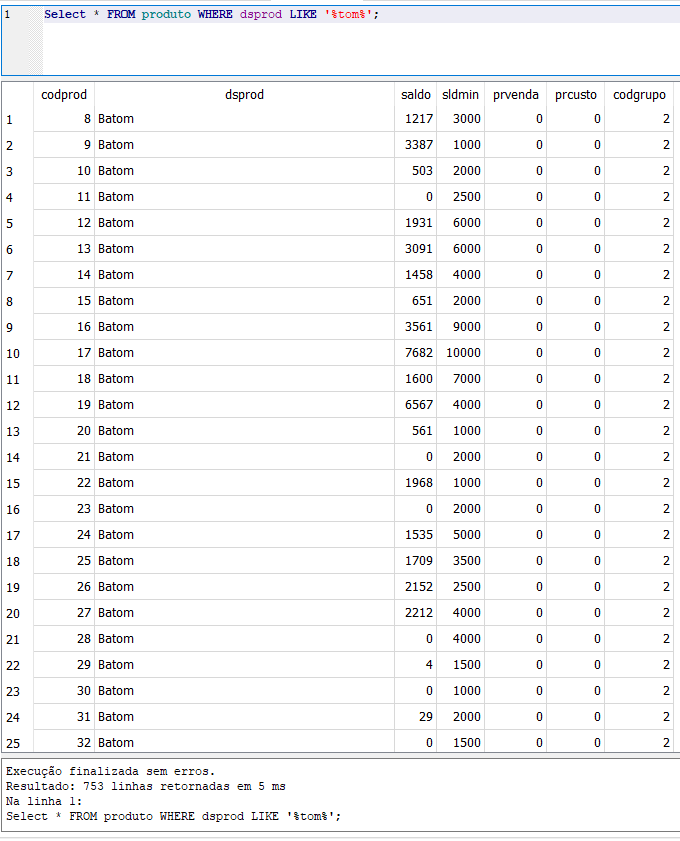 1 Select * FROM produto WHERE dsprod LIKE '%tom%';
codprod dsprod saldo sldmin prvenda prcusto codgrupo
1 8 Batom 1217 3000 0 0 2
2 9 Batom 3387 1000 0 0 2
3 10 Batom 503 2000 0 0 2
4 11 Batom 0 2500 0 0 2
5 12 Batom 1931 6000 0 0 2
6 13 Batom 3091 6000 0 0 2
7 14 Batom 1458 4000 0 0 2
8 15 Batom 651 2000 0 0 2
9 16 Batom 3561 9000 0 0 2
10 17 Batom 7682 10000 0 0 2
11 18 Batom 1600 7000 0 0 2
12 19 Batom 6567 4000 0 0 2
13 20 Batom 561 1000 0 0 2
14 21 Batom 0 2000 0 0 2
15 22 Batom 1968 1000 0 0 2
16 23 Batom 0 2000 0 0 2
17 24 Batom 1535 5000 0 0 2
18 25 Batom 1709 3500 0 0 2
19 26 Batom 2152 2500 0 0 2
20 27 Batom 2212 4000 0 0 2
21 28 Batom 0 4000 0 0 2
22 29 Batom 4 1500 0 0 2
23 30 Batom 0 1000 0 0 2
24 31 Batom 29 2000 0 0 2
25 32 Batom 0 1500 0 0 2
Execução finalizada sem erros.
Resultado: 753 linhas retornadas em 5 ms
Na linha 1:
Select * FROM produto WHERE dsprod LIKE '%tom%';